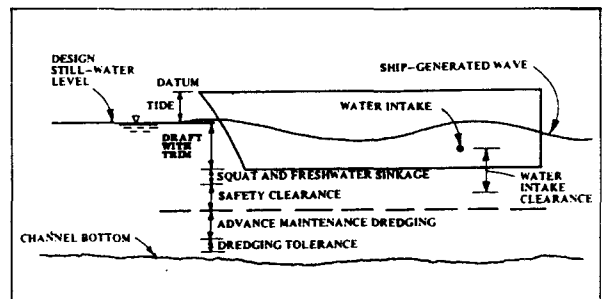 DESIGN
STILL-WATER
LEVEL
DATUM
TIDE
SHIP-GENERATED WAVE
WATER INTAKE
DRAFT
WITH
TRIM
SQUAT AND FRESHWATER SINKAGE
SAFETY CLEARANCE
WATER
INTAKE
CLEARANCE
ADVANCE MAINTENANCE DREDGING
CHANNEL BOTTOM
DREDGING TOLERANCE